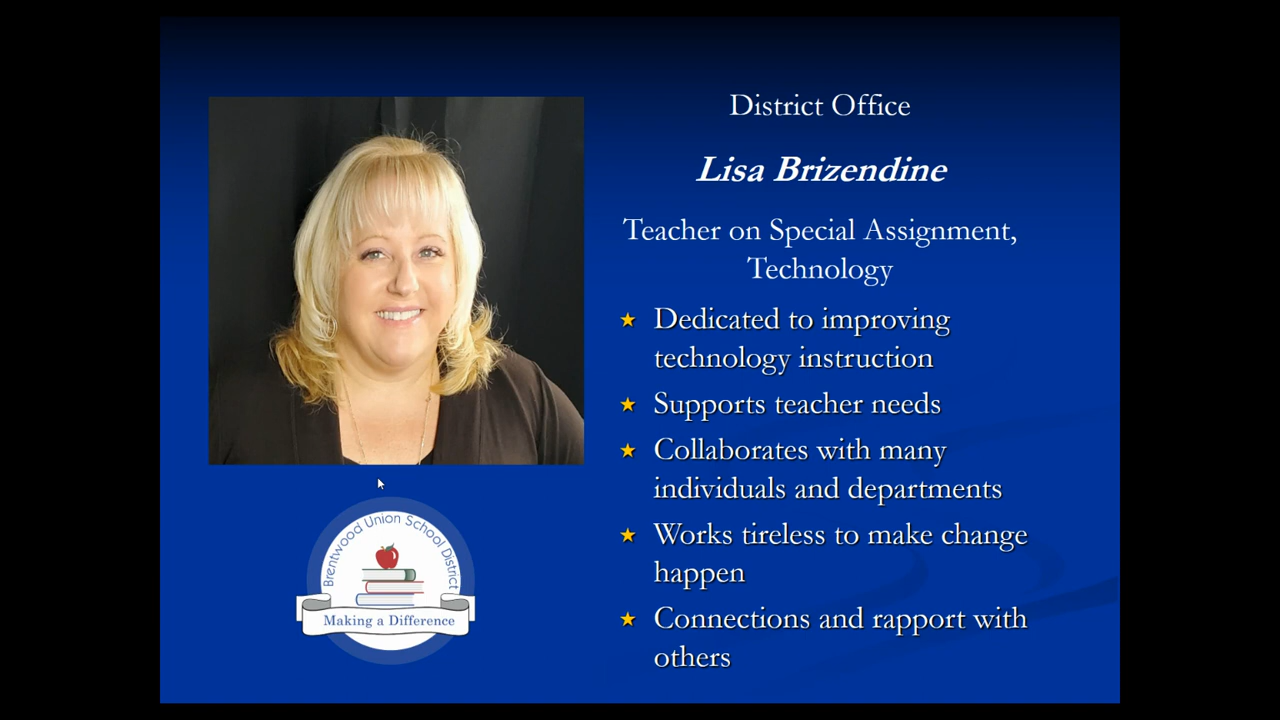 District Office
Lisa Brizendine
Teacher on Special Assignment,
Technology
Dedicated to improving
technology instruction
Supports teacher needs
Collaborates with many
individuals and departments
Works tireless to make change
happen
Connections and rapport with
others
Brentwood Union School District
Making a Difference